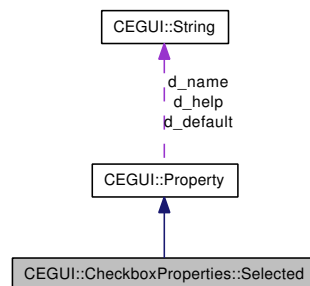 CEGUI::String
d_name
d_help
d_default
CEGUI::Property
CEGUI::CheckboxProperties::Selected